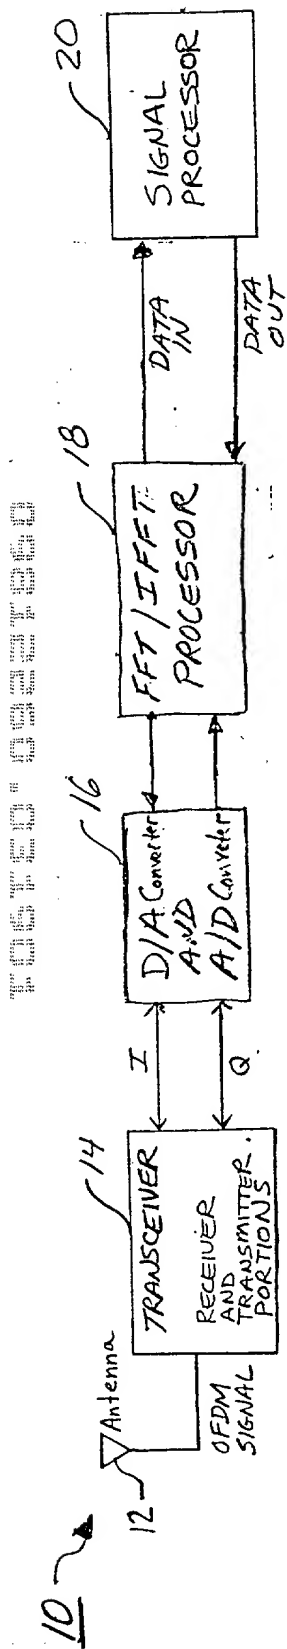 10
12
Antenna
OFDM
SIGNAL
14
TRANSCEIVER
RECEIVER
AND
TRANSMITTER.
PORTIONS
I
Q.
16
D/A Converter
AND
A/D Conveter
18
FFT/IFFT
PROCESSOR
DATA
IN
DATA
OUT
20
SIGNAL
PROCESSOR